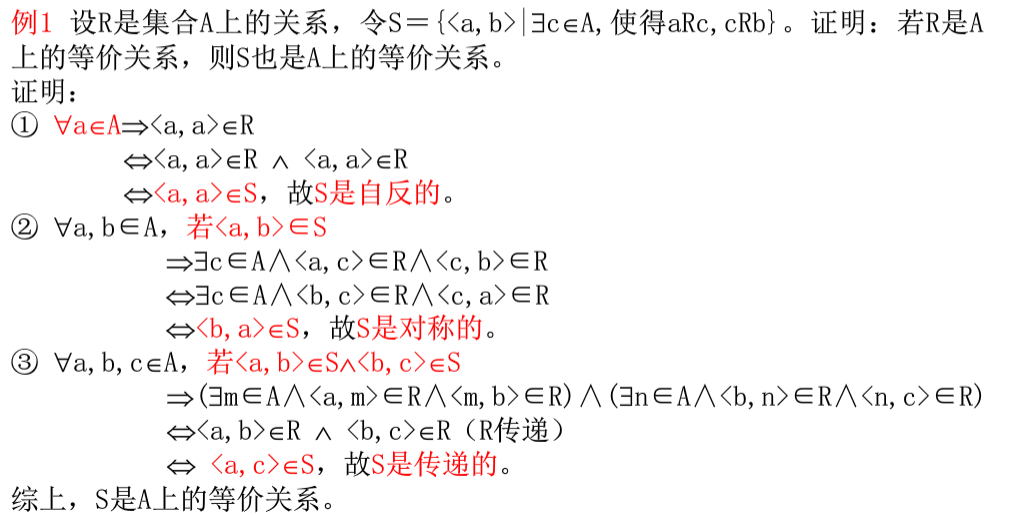 例1 设R是集合A上的关系，令S＝{<a,b>|∃c∈A,使得aRc,cRb}。证明：若R是A
上的等价关系，则S也是A上的等价关系。
证明：
① ∀a∈A⇒<a,a>∈R
⇔<a,a>∈R ∧ <a,a>∈R
⇔<a,a>∈S，故S是自反的。
② ∀a,b∈A，若<a,b>∈S
⇒∃c∈A∧<a,c>∈R∧<c,b>∈R
⇔∃c∈A∧<b,c>∈R∧<c,a>∈R
⇔<b,a>∈S，故S是对称的。
③ ∀a,b,c∈A，若<a,b>∈S∧<b,c>∈S
⇒(∃m∈A∧<a,m>∈R∧<m,b>∈R)∧(∃n∈A∧<b,n>∈R∧<n,c>∈R)
⇔<a,b>∈R ∧ <b,c>∈R（R传递）
⇔ <a,c>∈S，故S是传递的。
综上，S是A上的等价关系。